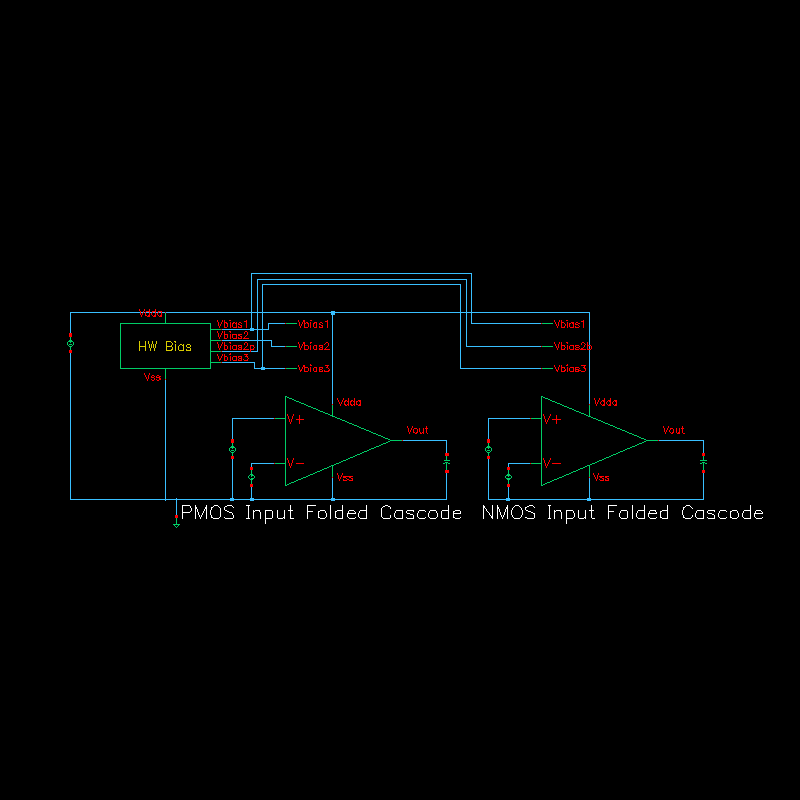 Vdda
HW Bias
Vss
Vbias1
Vbias2
Vbias2p
Vbias3
Vbias1
Vbias2
Vbias3
Vbias1
Vbias2b
Vbias3
Vdda
V+
V-
Vss
Vout
Vdda
V+
V-
Vss
Vout
PMOS Input Folded Cascode
NMOS Input Folded Cascode